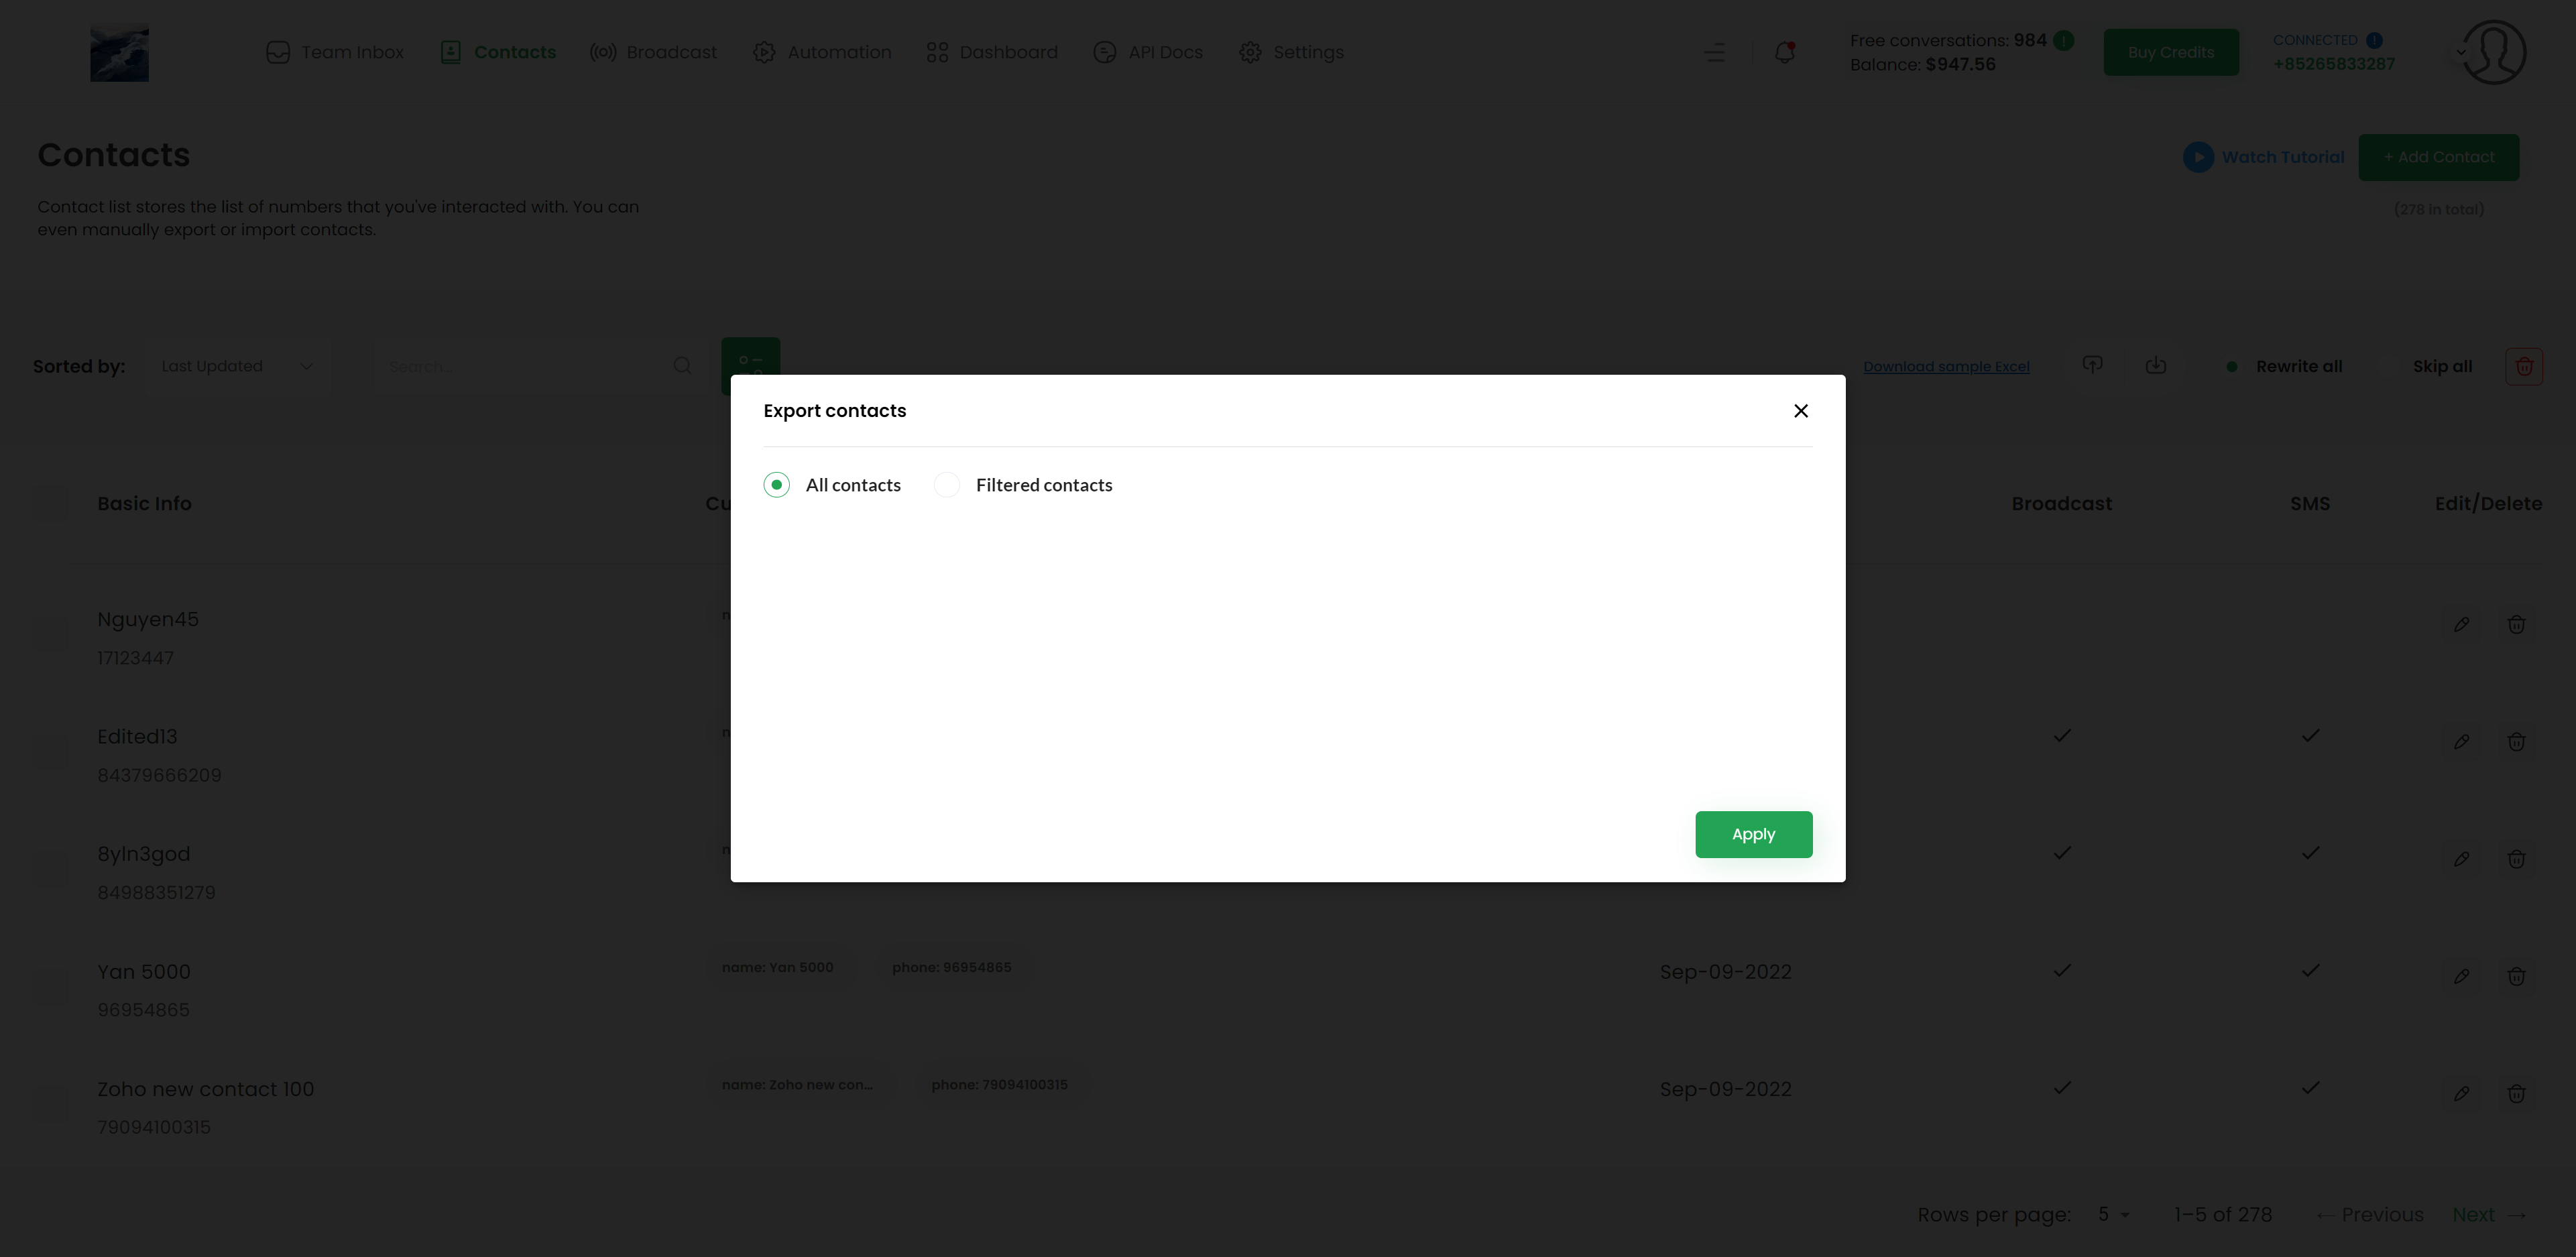 Team Inbox Contacts Broadcast Automation Dashboard API Docs Settings
Free conversations: 984
Balance: $947.56
Buy Credits
CONNECTED
+85265833287
Contacts
Watch Tutorial
+ Add Contact
Contact list stores the list of numbers that you've interacted with. You can
even manually export or import contacts.
(278 in total)
Sorted by: Last Updated Search... Download sample Excel Rewrite all Skip all
Export contacts
All contacts Filtered contacts
Apply
Basic Info Cu Broadcast SMS Edit/Delete
Nguyen45 n
17123447
Edited13 n
84379666209
8yln3god n
84988351279
Yan 5000 name: Yan 5000 phone: 96954865 Sep-09-2022
96954865
Zoho new contact 100 name: Zoho new con... phone: 79094100315 Sep-09-2022
79094100315
Rows per page: 5 1–5 of 278 ← Previous Next →